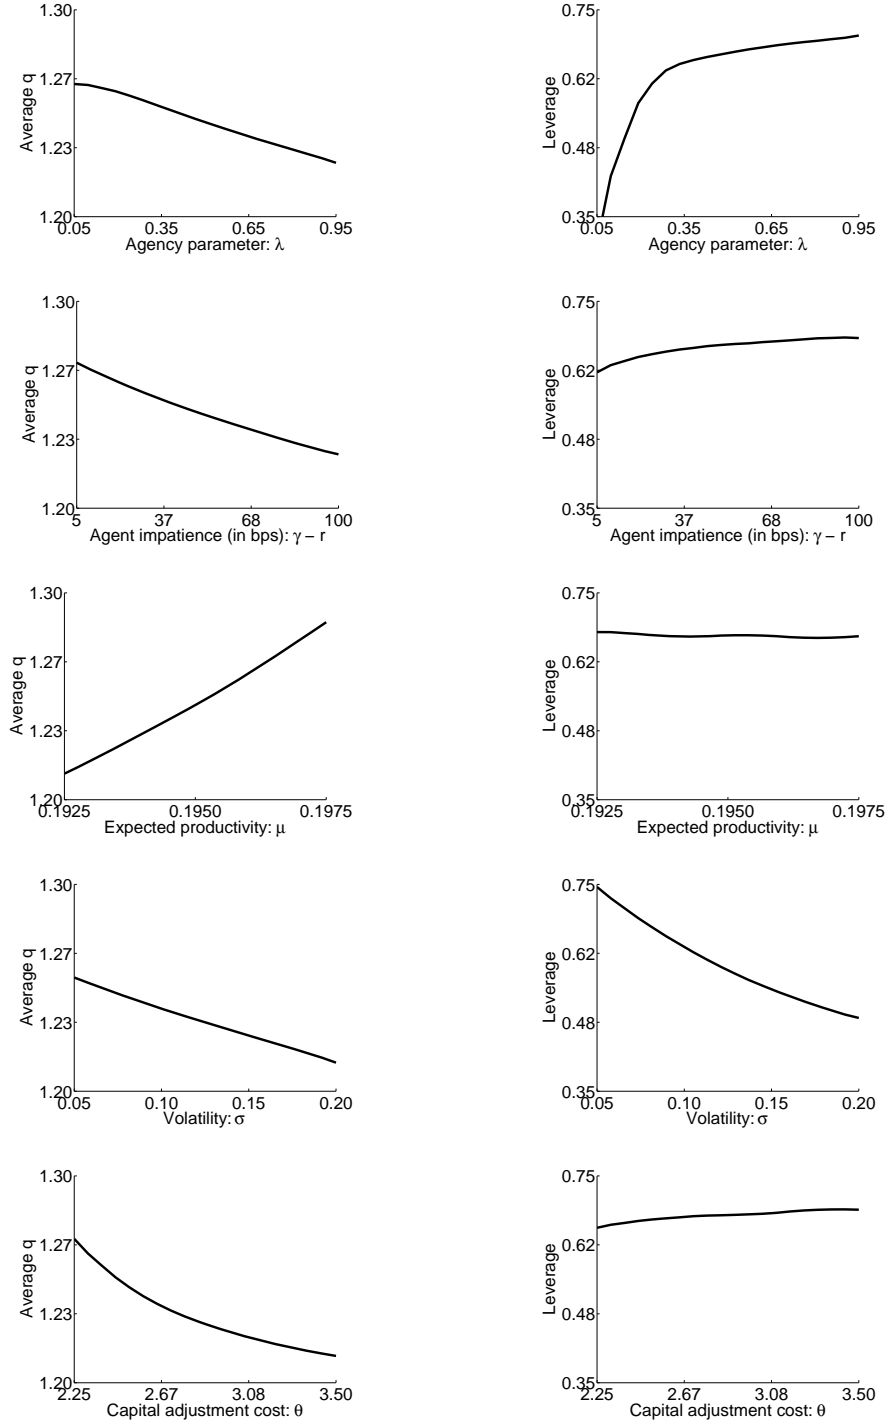 1.30
1.27
1.23
1.20
Average q
0.05 0.35 0.65 0.95
Agency parameter: λ
0.75
0.62
0.48
0.35
Leverage
0.05 0.35 0.65 0.95
Agency parameter: λ
1.30
1.27
1.23
1.20
Average q
5 37 68 100
Agent impatience (in bps): γ − r
0.75
0.62
0.48
0.35
Leverage
5 37 68 100
Agent impatience (in bps): γ − r
1.30
1.27
1.23
1.20
Average q
0.1925 0.1950 0.1975
Expected productivity: μ
0.75
0.62
0.48
0.35
Leverage
0.1925 0.1950 0.1975
Expected productivity: μ
1.30
1.27
1.23
1.20
Average q
0.05 0.10 0.15 0.20
Volatility: σ
0.75
0.62
0.48
0.35
Leverage
0.05 0.10 0.15 0.20
Volatility: σ
1.30
1.27
1.23
1.20
Average q
2.25 2.67 3.08 3.50
Capital adjustment cost: θ
0.75
0.62
0.48
0.35
Leverage
2.25 2.67 3.08 3.50
Capital adjustment cost: θ